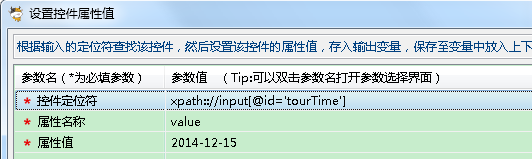 设置控件属性值
根据输入的定位符查找该控件，然后设置该控件的属性值，存入输出变量，保存至变量中放入上下
参数名（*为必填参数） 参数值 （Tip:可以双击参数名打开参数选择界面）
* 控件定位符 xpath:://input[@id='tourTime']
* 属性名称 value
* 属性值 2014-12-15